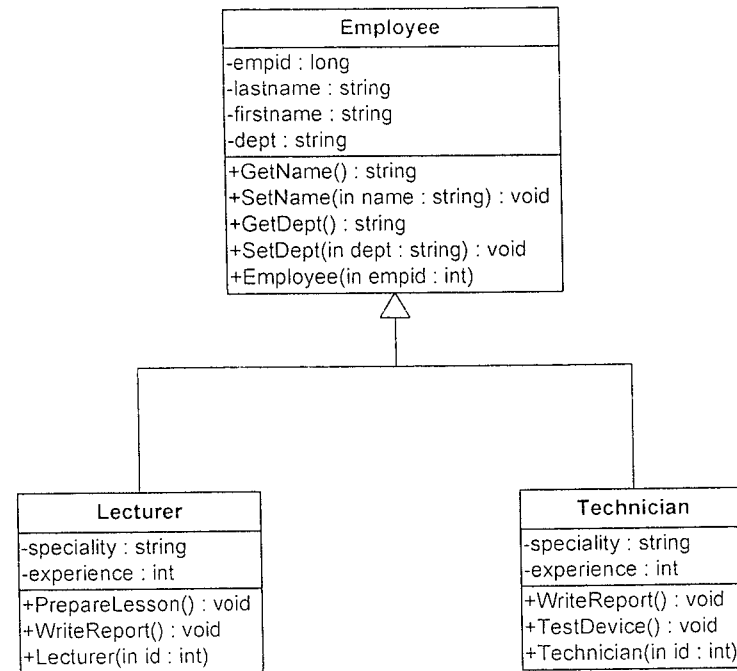 Employee
-empid : long
-lastname : string
-firstname : string
-dept : string
+GetName() : string
+SetName(in name : string) : void
+GetDept() : string
+SetDept(in dept : string) : void
+Employee(in empid : int)
Lecturer
-speciality : string
-experience : int
+PrepareLesson() : void
+WriteReport() : void
+Lecturer(in id : int)
Technician
-speciality : string
-experience : int
+WriteReport() : void
+TestDevice() : void
+Technician(in id : int)